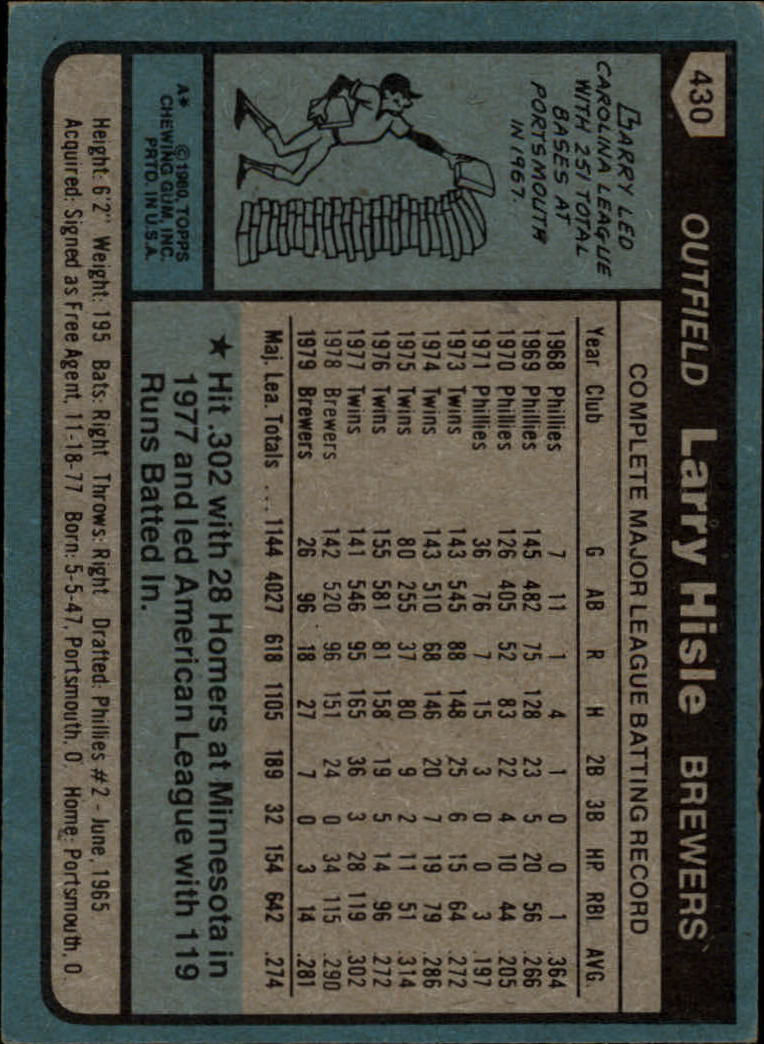 430
OUTFIELD Larry Hisle BREWERS
LARRY LED
CAROLINA LEAGUE
WITH 251 TOTAL
BASES AT
PORTSMOUTH
IN 1967.
A* © 1980, TOPPS
CHEWING GUM, INC.
PRTD. IN U.S.A.
COMPLETE MAJOR LEAGUE BATTING RECORD
Year Club G AB R H 2B 3B HP RBI. AVG.
1968 Phillies 7 11 1 4 1 0 0 1 .364
1969 Phillies 145 482 75 128 23 5 20 56 .266
1970 Phillies 126 405 52 83 22 4 10 44 .205
1971 Phillies 36 76 7 15 3 0 0 3 .197
1973 Twins 143 545 88 148 25 6 15 64 .272
1974 Twins 143 510 68 146 20 7 19 79 .286
1975 Twins 80 255 37 80 9 2 11 51 .314
1976 Twins 155 581 81 158 19 5 14 96 .272
1977 Twins 141 546 95 165 36 3 28 119 .302
1978 Brewers 142 520 96 151 24 0 34 115 .290
1979 Brewers 26 96 18 27 7 0 3 14 .281
Maj. Lea. Totals ... 1144 4027 618 1105 189 32 154 642 .274
★ Hit .302 with 28 Homers at Minnesota in
1977 and led American League with 119
Runs Batted In.
Height: 6'2" Weight: 195 Bats: Right Throws: Right Drafted: Phillies #2 - June, 1965
Acquired: Signed as Free Agent, 11-18-77 Born: 5-5-47, Portsmouth, O. Home: Portsmouth, O.